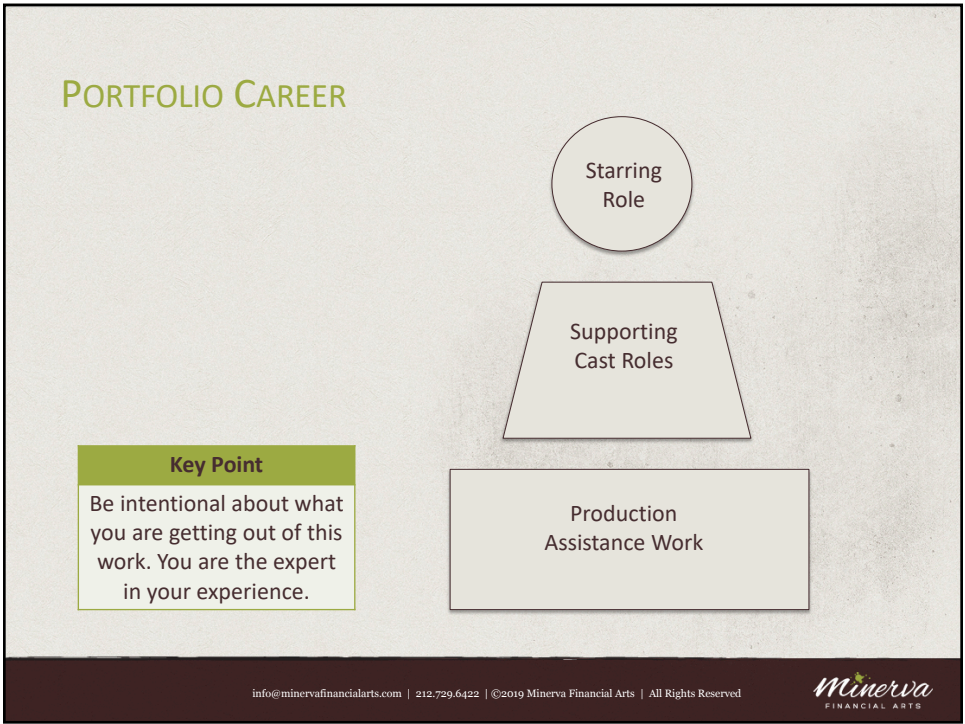 PORTFOLIO CAREER
Starring
Role
Supporting
Cast Roles
Key Point
Be intentional about what
you are getting out of this
work. You are the expert
in your experience.
Production
Assistance Work
info@minervafinancialarts.com | 212.729.6422 | ©2019 Minerva Financial Arts | All Rights Reserved
Minerva
FINANCIAL ARTS